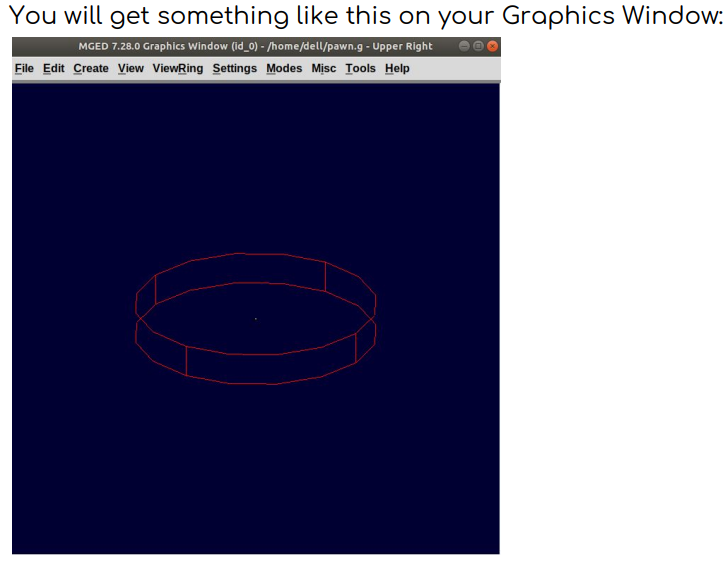 You will get something like this on your Graphics Window:
MGED 7.28.0 Graphics Window (id_0) - /home/dell/pawn.g - Upper Right
File Edit Create View ViewRing Settings Modes Misc Tools Help